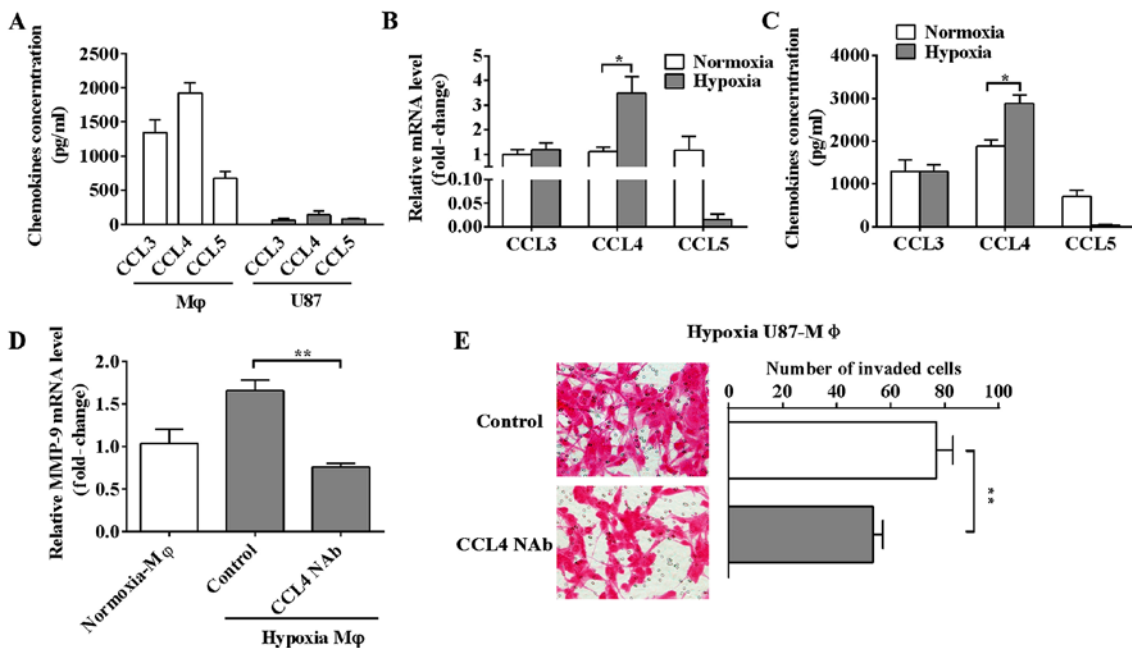 A
Chemokines concerntration
(pg/ml)
2500
2000
1500
1000
500
0
CCL3
CCL4
CCL5
CCL3
CCL4
CCL5
Mφ
U87
B
Relative mRNA level
(fold-change)
5
4
3
2
1
0.10
0.05
0.00
*
Normoxia
Hypoxia
CCL3
CCL4
CCL5
C
Normoxia
Hypoxia
Chemokines concerntration
(pg/ml)
4000
3000
2000
1000
0
*
CCL3
CCL4
CCL5
D
Relative MMP-9 mRNA level
(fold-change)
2.0
1.5
1.0
0.5
0.0
**
Normoxia-Mφ
Control
CCL4 NAb
Hypoxia Mφ
E
Hypoxia U87-M Φ
Number of invaded cells
0 20 40 60 80 100
Control
CCL4 NAb
**